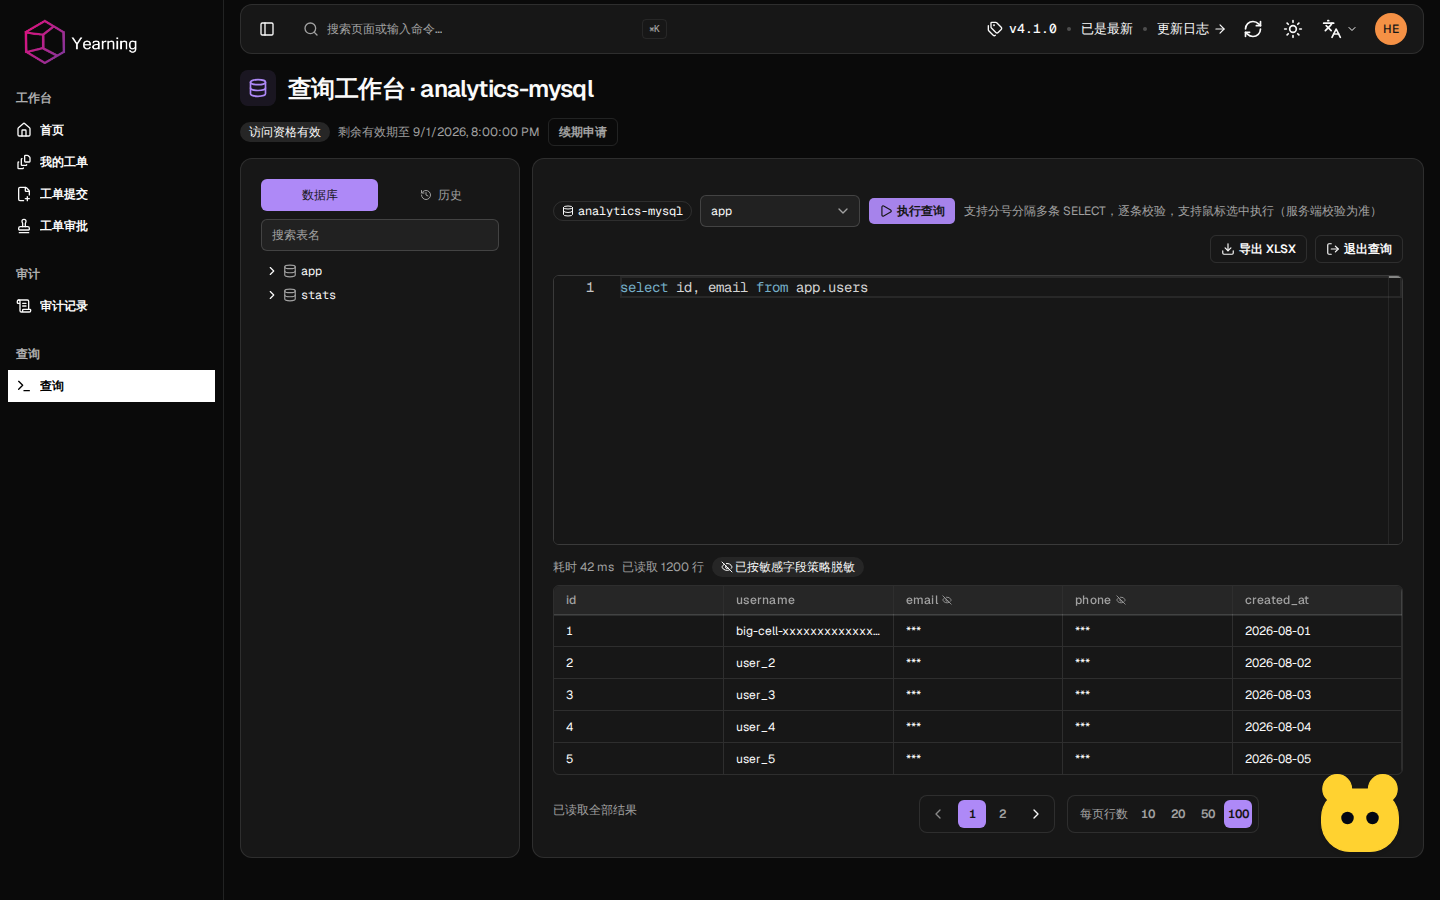 Yearning
工作台
首页
我的工单
工单提交
工单审批
审计
审计记录
查询
查询
搜索页面或输入命令... ⌘K
v4.1.0 • 已是最新 • 更新日志
HE
查询工作台 · analytics-mysql
访问资格有效 剩余有效期至 9/1/2026, 8:00:00 PM 续期申请
数据库 历史
搜索表名
app
stats
analytics-mysql app 执行查询 支持分号分隔多条 SELECT，逐条校验，支持鼠标选中执行（服务端校验为准）
导出 XLSX 退出查询
1 select id, email from app.users
耗时 42 ms 已读取 1200 行 已按敏感字段策略脱敏
id username email phone created_at
1 big-cell-xxxxxxxxxxxxx... *** *** 2026-08-01
2 user_2 *** *** 2026-08-02
3 user_3 *** *** 2026-08-03
4 user_4 *** *** 2026-08-04
5 user_5 *** *** 2026-08-05
已读取全部结果 1 2 每页行数 10 20 50 100